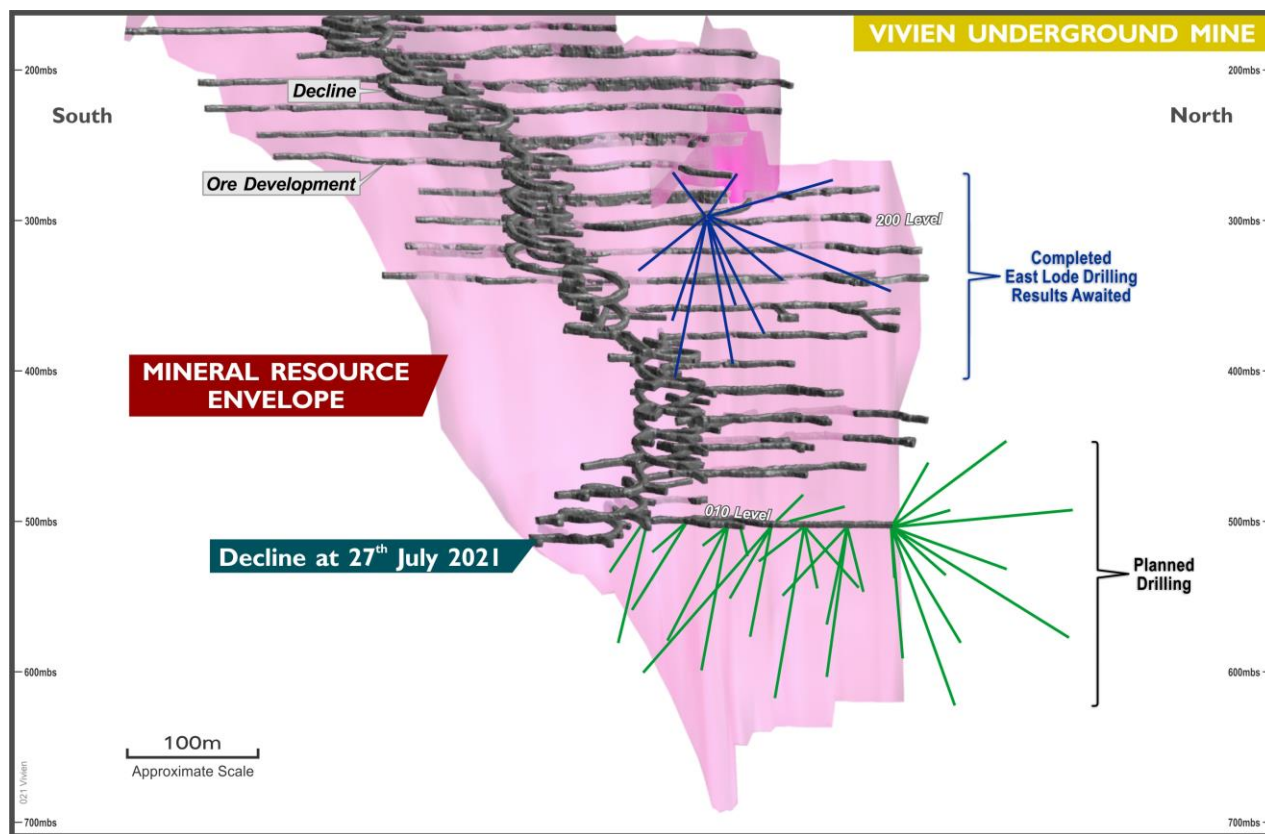 VIVIEN UNDERGROUND MINE
200mbs
200mbs
Decline
South
North
Ore Development
300mbs
200 Level
300mbs
Completed
East Lode Drilling
Results Awaited
MINERAL RESOURCE
ENVELOPE
400mbs
400mbs
010 Level
500mbs
500mbs
Decline at 27th July 2021
Planned
Drilling
600mbs
600mbs
100m
Approximate Scale
021 Vivien
700mbs
700mbs